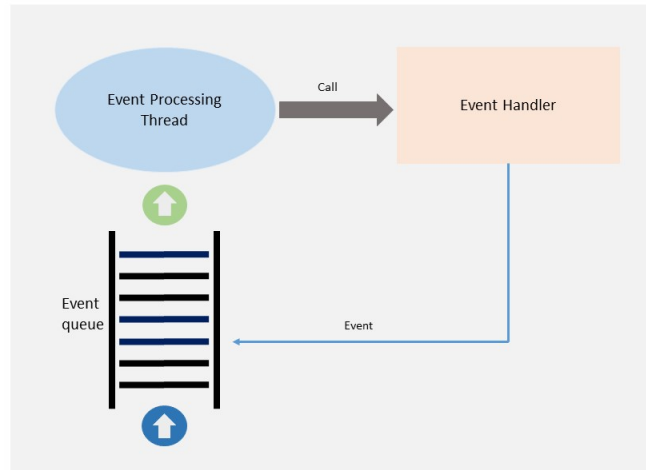 Event Processing
Thread
Call
Event Handler
Event
queue
Event